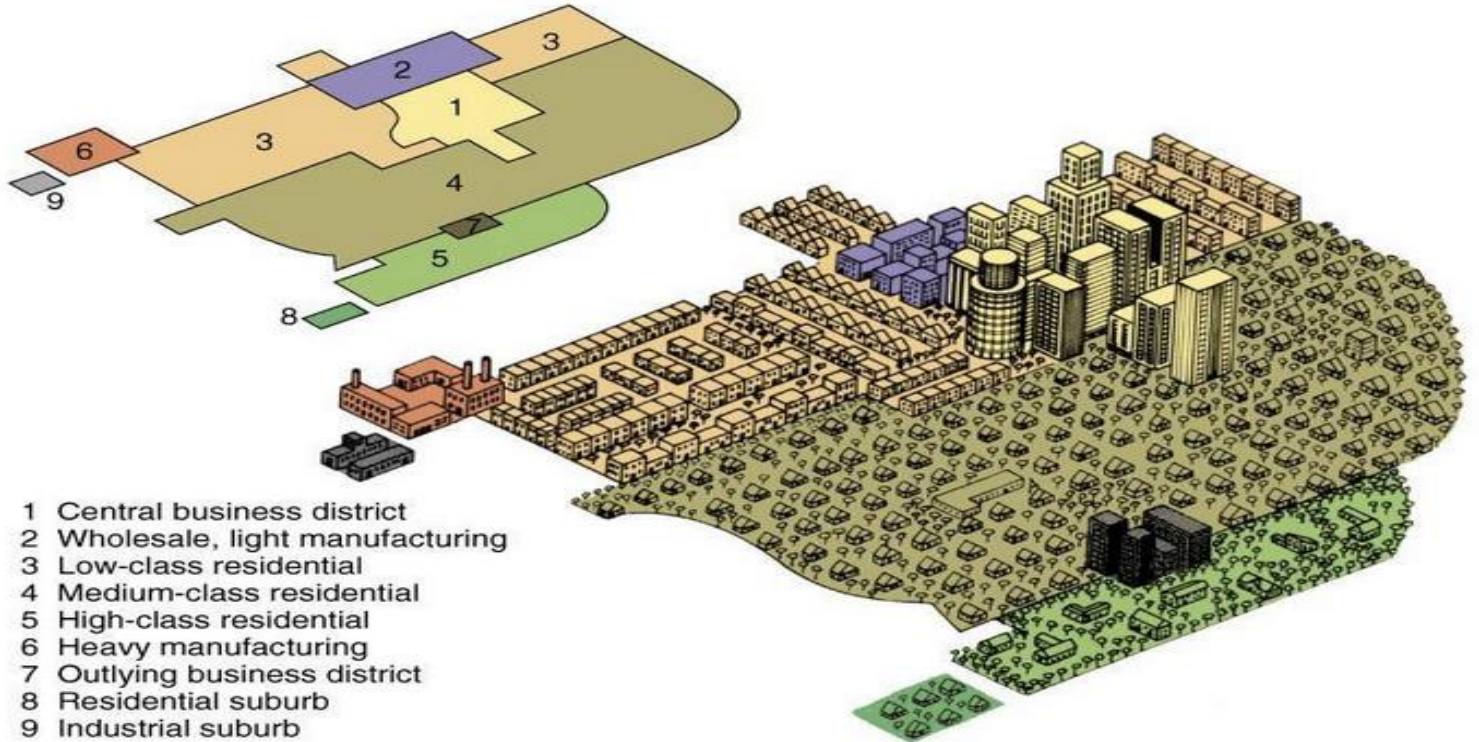 3
2
1
3
6
4
9
7
5
8
1 Central business district
2 Wholesale, light manufacturing
3 Low-class residential
4 Medium-class residential
5 High-class residential
6 Heavy manufacturing
7 Outlying business district
8 Residential suburb
9 Industrial suburb